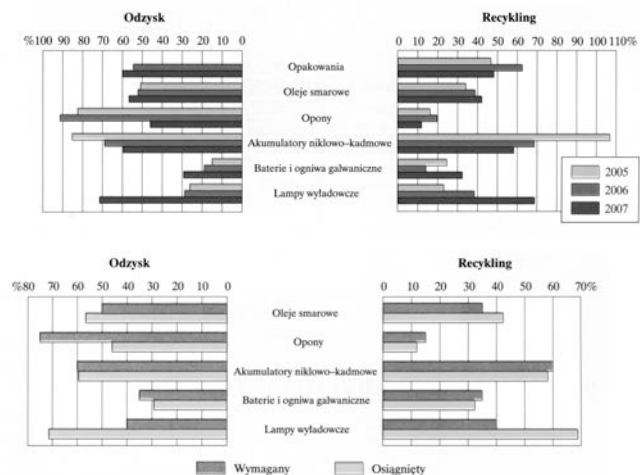 Odzysk
Recykling
%100 90 80 70 60 50 40 30 20 10 0
0 10 20 30 40 50 60 70 80 90 100 110%
Opakowania
Oleje smarowe
Opony
Akumulatory niklowo–kadmowe
Baterie i ogniwa galwaniczne
Lampy wyładowcze
2005
2006
2007
Odzysk
Recykling
%80 70 60 50 40 30 20 10 0
0 10 20 30 40 50 60 70%
Oleje smarowe
Opony
Akumulatory niklowo–kadmowe
Baterie i ogniwa galwaniczne
Lampy wyładowcze
Wymagany
Osiągnięty